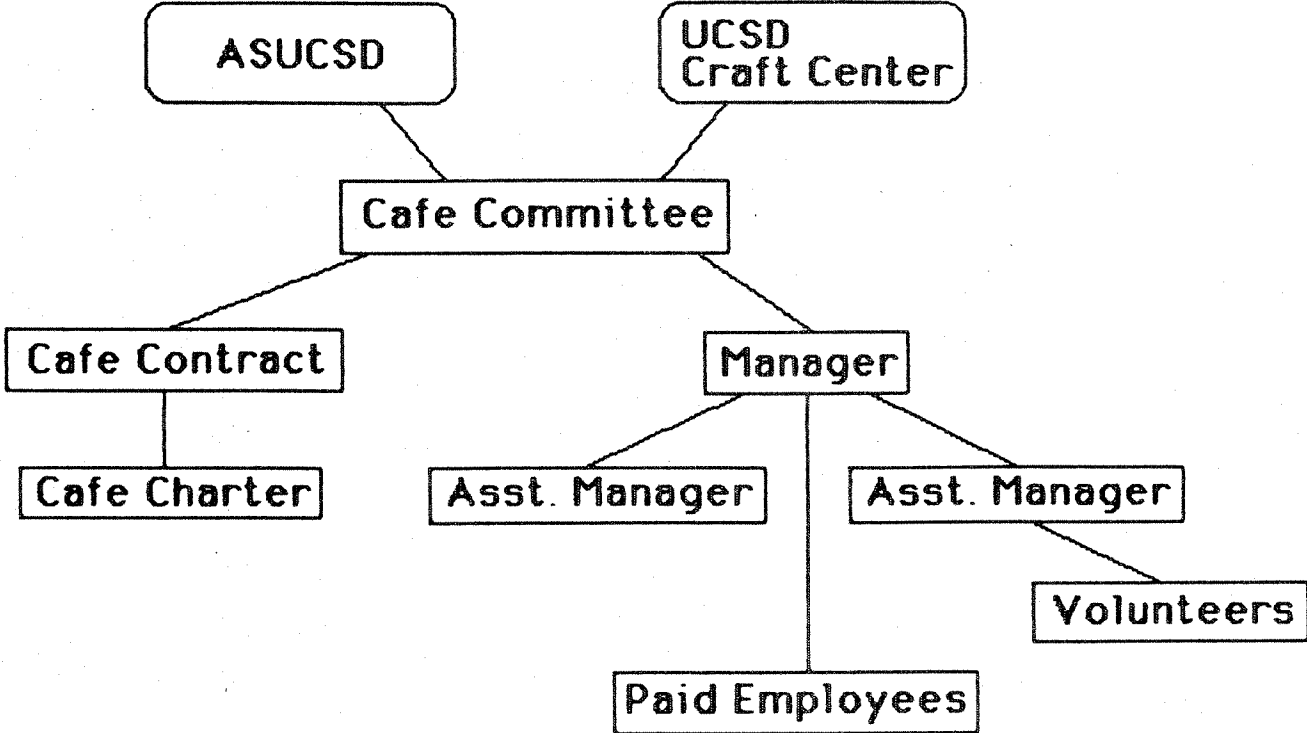 ASUCSD
UCSD
Craft Center
Cafe Committee
Cafe Contract
Manager
Cafe Charter
Asst. Manager
Asst. Manager
Volunteers
Paid Employees